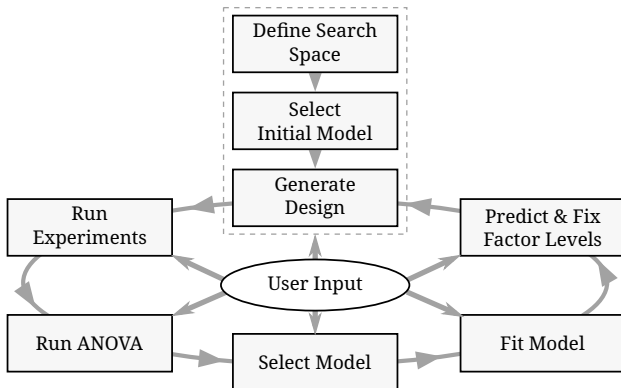 Define Search
Space
Select
Initial Model
Generate
Design
Run
Experiments
Predict & Fix
Factor Levels
User Input
Run ANOVA
Select Model
Fit Model